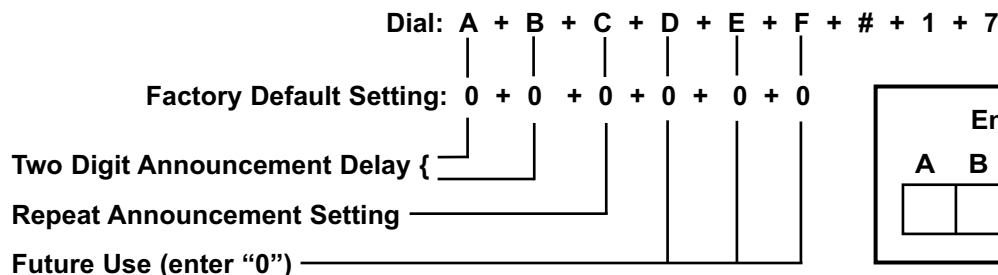 Dial: A + B + C + D + E + F + # + 1 + 7
Factory Default Setting: 0 + 0 + 0 + 0 + 0 + 0
Two Digit Announcement Delay {
Repeat Announcement Setting
Future Use (enter “0”)
A B